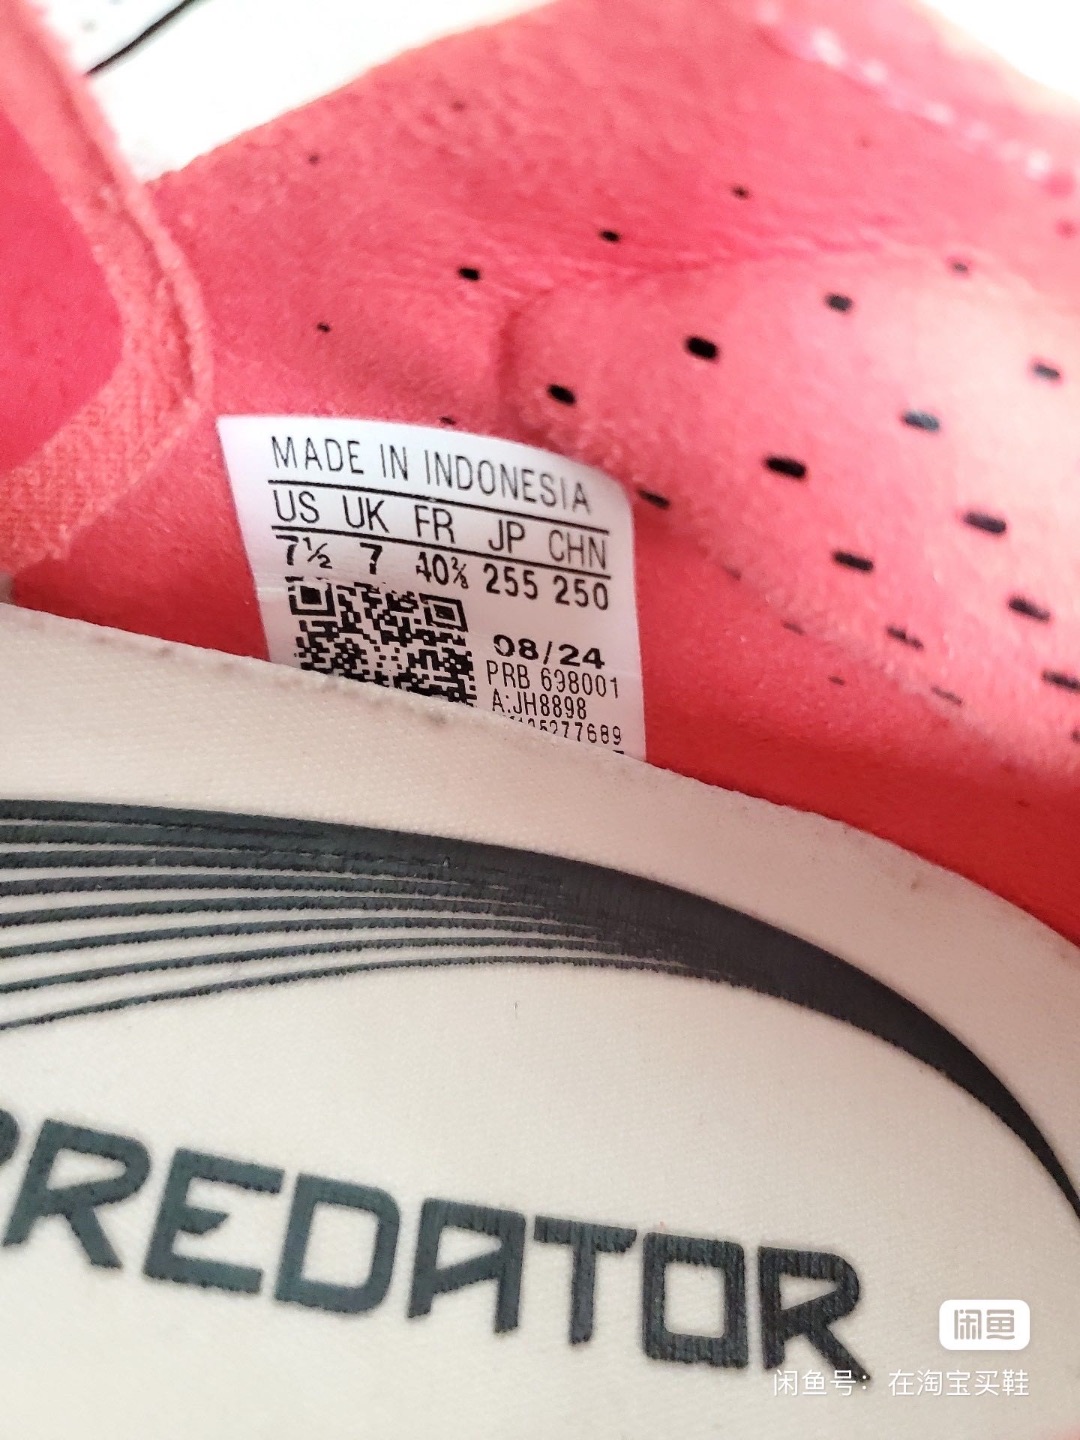 MADE IN INDONESIA
US UK FR JP CHN
7½ 7 40⅔ 255 250
08/24
PRB 698001
A:JH8898
5277689
PREDATOR
闲鱼
闲鱼号：在淘宝买鞋